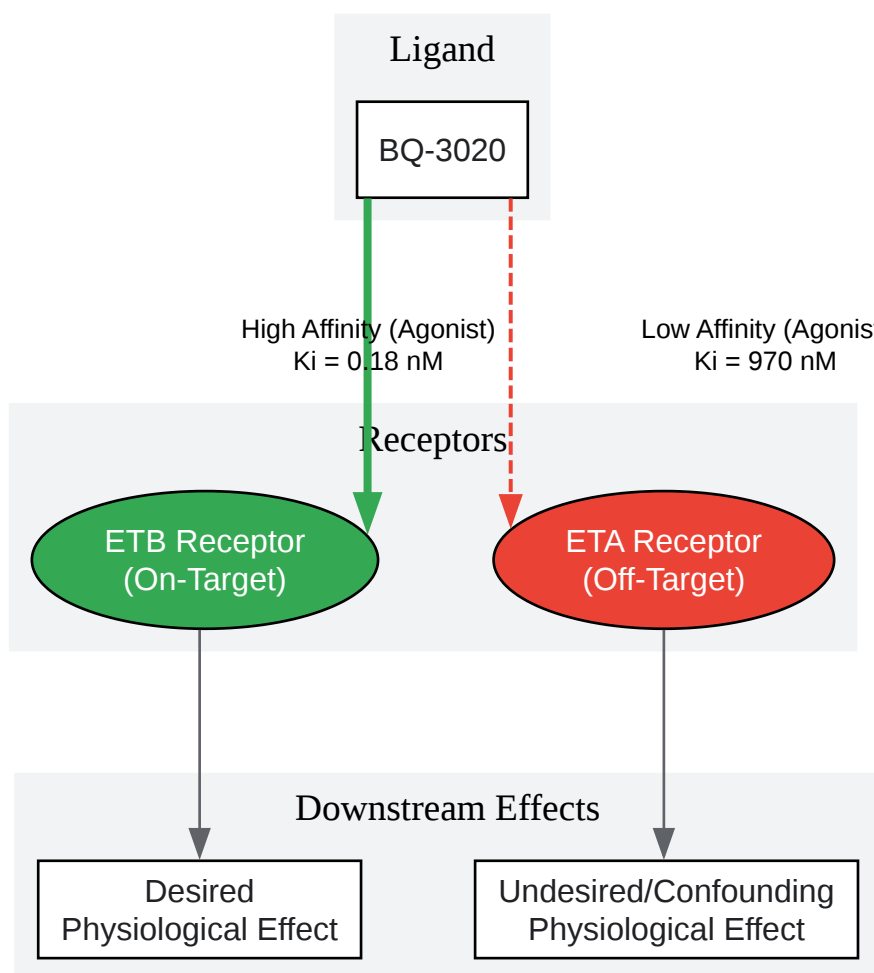 Ligand
BQ-3020
High Affinity (Agonist)
Ki = 0.18 nM
Low Affinity (Agonis
Ki = 970 nM
Receptors
ETB Receptor
(On-Target)
ETA Receptor
(Off-Target)
Downstream Effects
Desired
Physiological Effect
Undesired/Confounding
Physiological Effect